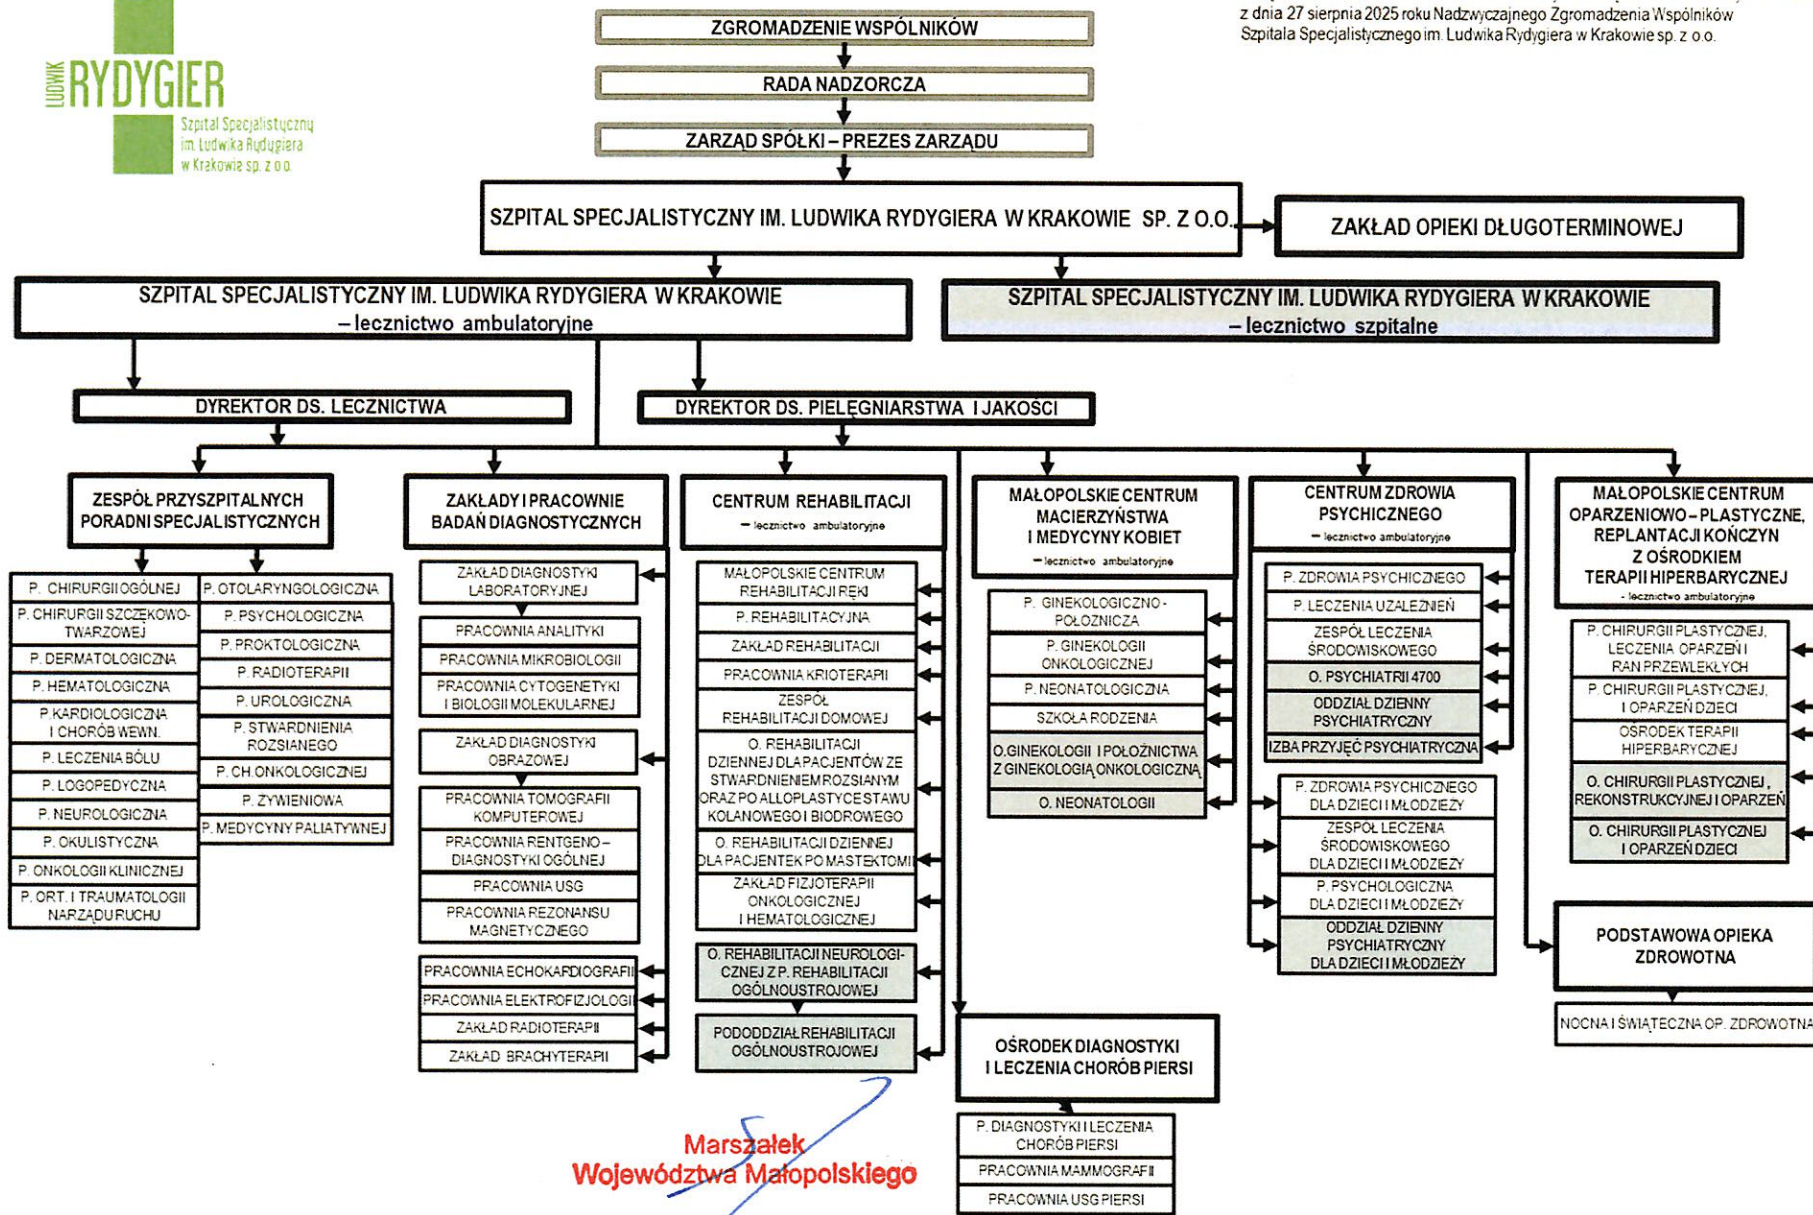 z dnia 27 sierpnia 2025 roku Nadzwyczajnego Zgromadzenia Wspólników
Szpitala Specjalistycznego im. Ludwika Rydygiera w Krakowie sp. z o.o.
LUDWIK
RYDYGIER
Szpital Specjalistyczny
im. Ludwika Rydygiera
w Krakowie sp. z o.o.
ZGROMADZENIE WSPÓLNIKÓW
RADA NADZORCZA
ZARZĄD SPÓŁKI – PREZES ZARZĄDU
SZPITAL SPECJALISTYCZNY IM. LUDWIKA RYDYGIERA W KRAKOWIE SP. Z O.O.
ZAKŁAD OPIEKI DŁUGOTERMINOWEJ
SZPITAL SPECJALISTYCZNY IM. LUDWIKA RYDYGIERA W KRAKOWIE
– lecznictwo ambulatoryjne
SZPITAL SPECJALISTYCZNY IM. LUDWIKA RYDYGIERA W KRAKOWIE
– lecznictwo szpitalne
DYREKTOR DS. LECZNICTWA
DYREKTOR DS. PIELĘGNIARSTWA I JAKOŚCI
ZESPÓŁ PRZYSZPITALNYCH
PORADNI SPECJALISTYCZNYCH
P. CHIRURGII OGÓLNEJ
P. CHIRURGII SZCZĘKOWO-
TWARZOWEJ
P. DERMATOLOGICZNA
P. HEMATOLOGICZNA
P. KARDIOLOGICZNA
I CHORÓB WEWN.
P. LECZENIA BÓLU
P. LOGOPEDYCZNA
P. NEUROLOGICZNA
P. OKULISTYCZNA
P. ONKOLOGII KLINICZNEJ
P. ORT. I TRAUMATOLOGII
NARZĄDU RUCHU
P. OTOLARYNGOLOGICZNA
P. PSYCHOLOGICZNA
P. PROKTOLOGICZNA
P. RADIOTERAPII
P. UROLOGICZNA
P. STWARDNIENIA
ROZSIANEGO
P. CH.ONKOLOGICZNEJ
P. ŻYWIENIOWA
P. MEDYCYNY PALIATYWNEJ
ZAKŁADY I PRACOWNIE
BADAŃ DIAGNOSTYCZNYCH
ZAKŁAD DIAGNOSTYKI
LABORATORYJNEJ
PRACOWNIA ANALITYKI
PRACOWNIA MIKROBIOLOGII
PRACOWNIA CYTOGENETYKI
I BIOLOGII MOLEKULARNEJ
ZAKŁAD DIAGNOSTYKI
OBRAZOWEJ
PRACOWNIA TOMOGRAFII
KOMPUTEROWEJ
PRACOWNIA RENTGENO –
DIAGNOSTYKI OGÓLNEJ
PRACOWNIA USG
PRACOWNIA REZONANSU
MAGNETYCZNEGO
PRACOWNIA ECHOKARDIOGRAFII
PRACOWNIA ELEKTROFIZJOLOGII
ZAKŁAD RADIOTERAPII
ZAKŁAD BRACHYTERAPII
CENTRUM REHABILITACJI
– lecznictwo ambulatoryjne
MAŁOPOLSKIE CENTRUM
REHABILITACJI RĘKI
P. REHABILITACYJNA
ZAKŁAD REHABILITACJI
PRACOWNIA KRIOTERAPII
ZESPÓŁ
REHABILITACJI DOMOWEJ
O. REHABILITACJI
DZIENNEJ DLA PACJENTÓW ZE
STWARDNIENIEM ROZSIANYM
ORAZ PO ALLOPLASTYCE STAWU
KOLANOWEGO I BIODROWEGO
O. REHABILITACJI DZIENNEJ
DLA PACJENTEK PO MASTEKTOMII
ZAKŁAD FIZJOTERAPII
ONKOLOGICZNEJ
I HEMATOLOGICZNEJ
O. REHABILITACJI NEUROLOGI-
CZNEJ Z P. REHABILITACJI
OGÓLNOUSTROJOWEJ
PODODDZIAŁ REHABILITACJI
OGÓLNOUSTROJOWEJ
MAŁOPOLSKIE CENTRUM
MACIERZYŃSTWA
I MEDYCYNY KOBIET
– lecznictwo ambulatoryjne
P. GINEKOLOGICZNO -
POŁOŻNICZA
P. GINEKOLOGII
ONKOLOGICZNEJ
P. NEONATOLOGICZNA
SZKOŁA RODZENIA
O.GINEKOLOGII I POŁOŻNICTWA
Z GINEKOLOGIĄ ONKOLOGICZNĄ
O. NEONATOLOGII
OŚRODEK DIAGNOSTYKI
I LECZENIA CHORÓB PIERSI
P. DIAGNOSTYKI I LECZENIA
CHORÓB PIERSI
PRACOWNIA MAMMOGRAFII
PRACOWNIA USG PIERSI
CENTRUM ZDROWIA
PSYCHICZNEGO
– lecznictwo ambulatoryjne
P. ZDROWIA PSYCHICZNEGO
P. LECZENIA UZALEŻNIEŃ
ZESPÓŁ LECZENIA
ŚRODOWISKOWEGO
O. PSYCHIATRII 4700
ODDZIAŁ DZIENNY
PSYCHIATRYCZNY
IZBA PRZYJĘĆ PSYCHIATRYCZNA
P. ZDROWIA PSYCHICZNEGO
DLA DZIECI I MŁODZIEŻY
ZESPÓŁ LECZENIA
ŚRODOWISKOWEGO
DLA DZIECI I MŁODZIEŻY
P. PSYCHOLOGICZNA
DLA DZIECI I MŁODZIEŻY
ODDZIAŁ DZIENNY
PSYCHIATRYCZNY
DLA DZIECI I MŁODZIEŻY
MAŁOPOLSKIE CENTRUM
OPARZENIOWO – PLASTYCZNE,
REPLANTACJI KOŃCZYN
Z OŚRODKIEM
TERAPII HIPERBARYCZNEJ
- lecznictwo ambulatoryjne
P. CHIRURGII PLASTYCZNEJ,
LECZENIA OPARZEŃ I
RAN PRZEWLEKŁYCH
P. CHIRURGII PLASTYCZNEJ,
I OPARZEŃ DZIECI
OŚRODEK TERAPII
HIPERBARYCZNEJ
O. CHIRURGII PLASTYCZNEJ,
REKONSTRUKCYJNEJ I OPARZEŃ
O. CHIRURGII PLASTYCZNEJ
I OPARZEŃ DZIECI
PODSTAWOWA OPIEKA
ZDROWOTNA
NOCNA I ŚWIĄTECZNA OP. ZDROWOTNA
Marszałek
Województwa Małopolskiego